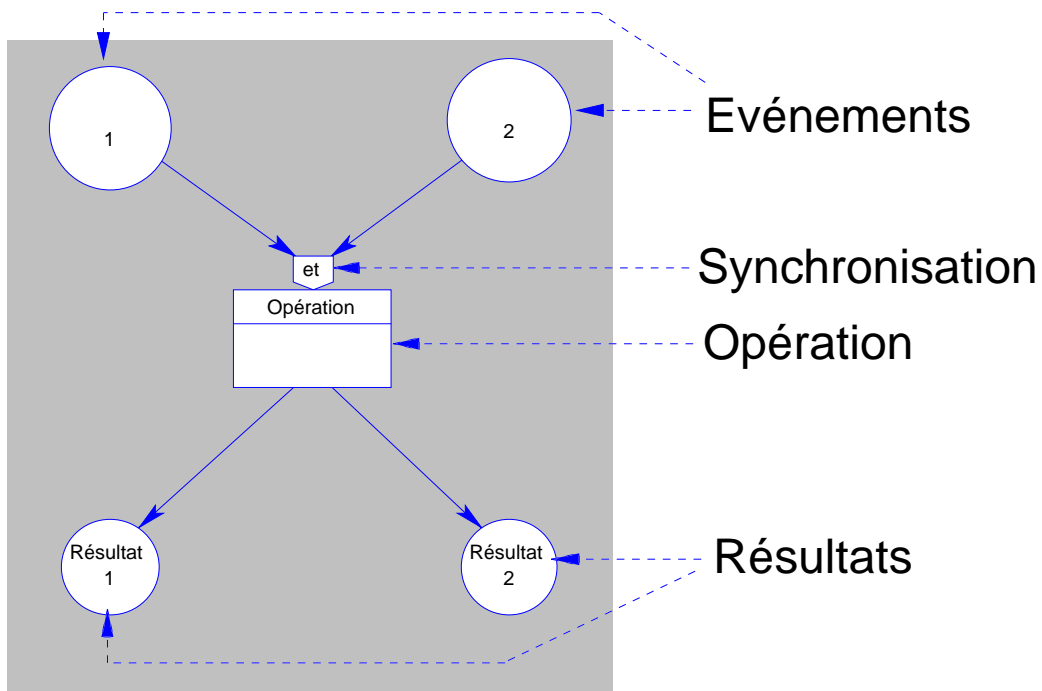 1
2
Evénements
et
Synchronisation
Opération
Opération
Résultat
1
Résultat
2
Résultats